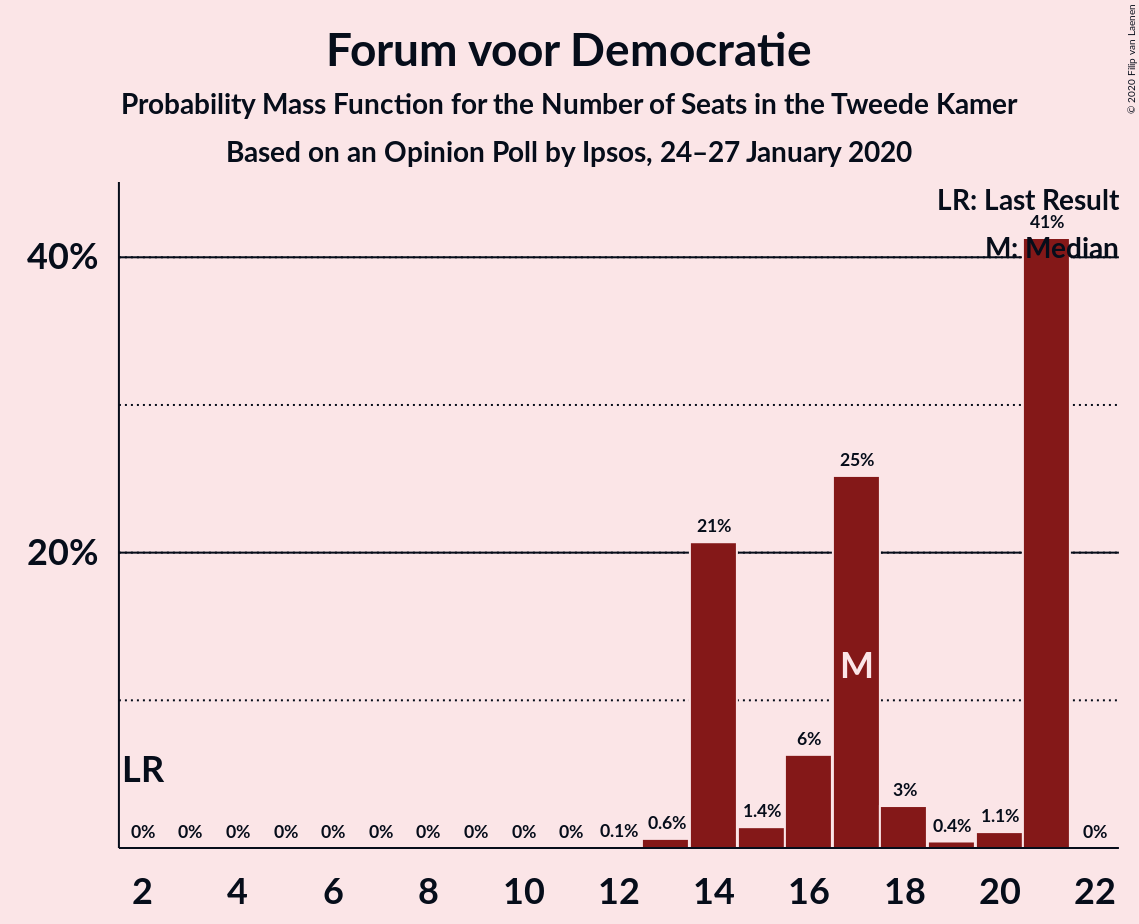 Forum voor Democratie
Probability Mass Function for the Number of Seats in the Tweede Kamer
Based on an Opinion Poll by Ipsos, 24–27 January 2020
© 2020 Filip van Laenen
LR: Last Result
41%
M: Median
40%
25%
21%
20%
M
6%
LR
3%
1.4%
1.1%
0.6%
0.4%
0% 0% 0% 0% 0% 0% 0% 0% 0% 0% 0.1% 0%
2 4 6 8 10 12 14 16 18 20 22